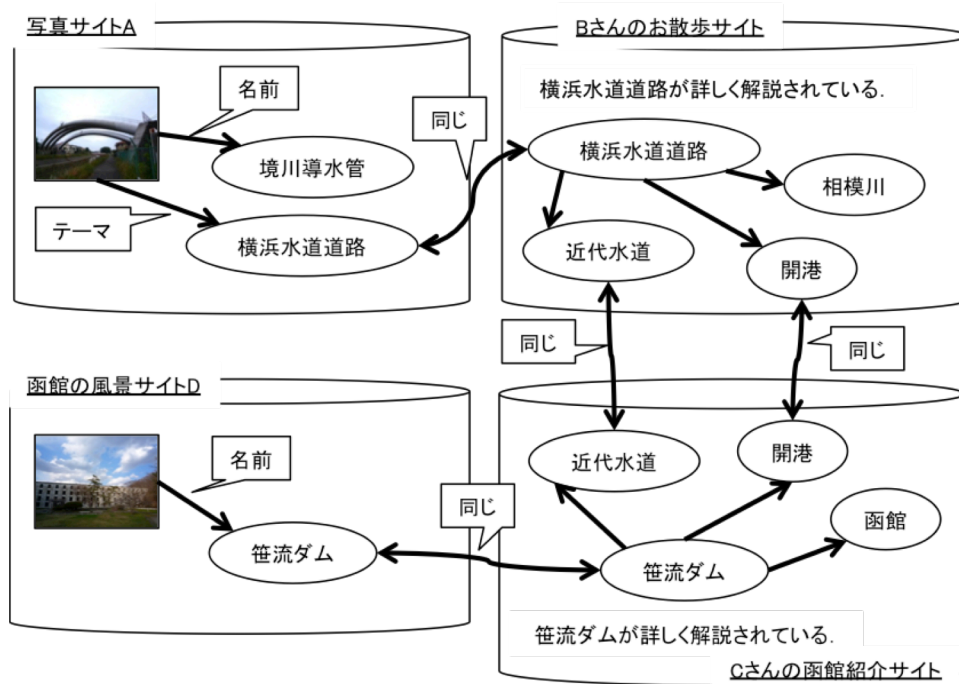 写真サイトA
名前
境川導水管
テーマ
横浜水道道路
同じ
Bさんのお散歩サイト
横浜水道道路が詳しく解説されている.
横浜水道道路
相模川
近代水道
開港
同じ
同じ
函館の風景サイトD
名前
笹流ダム
同じ
近代水道
開港
函館
笹流ダム
笹流ダムが詳しく解説されている.
Cさんの函館紹介サイト